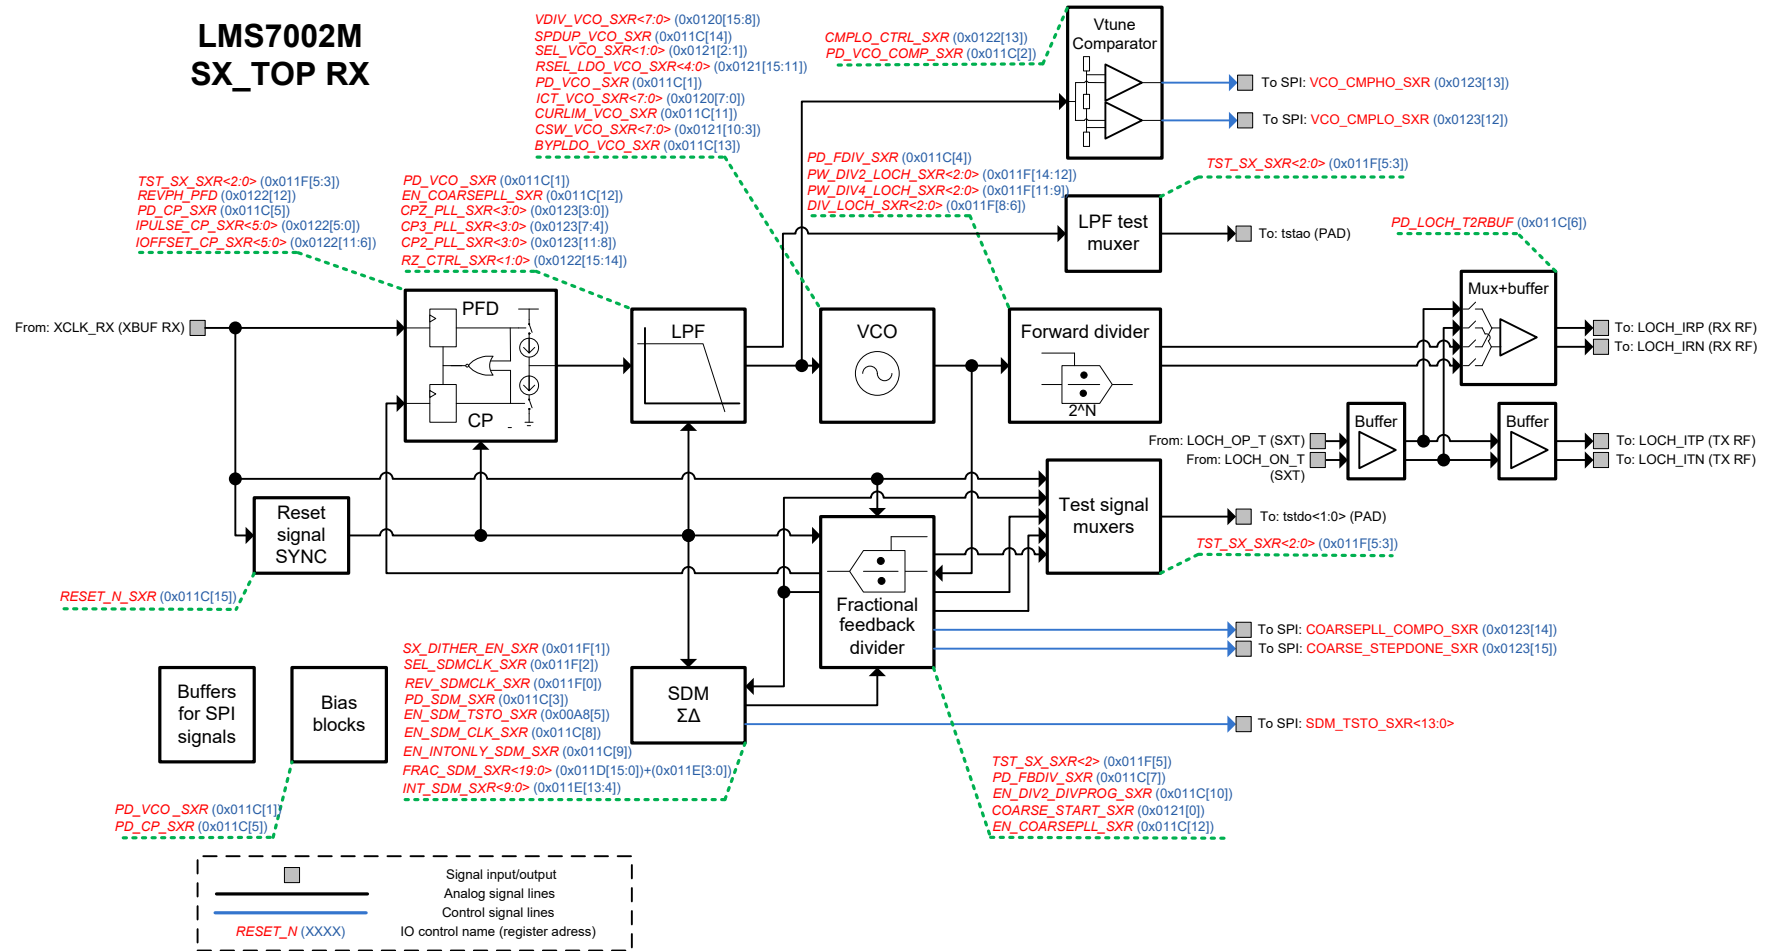 LMS7002M
SX_TOP RX
VDIV_VCO_SXR<7:0> (0x0120[15:8])
SPDUP_VCO_SXR (0x011C[14])
SEL_VCO_SXR<1:0> (0x0121[2:1])
RSEL_LDO_VCO_SXR<4:0> (0x0121[15:11])
PD_VCO_SXR (0x011C[1])
ICT_VCO_SXR<7:0> (0x0120[7:0])
CURLIM_VCO_SXR (0x011C[11])
CSW_VCO_SXR<7:0> (0x0121[10:3])
BYPLDO_VCO_SXR (0x011C[13])
CMPLO_CTRL_SXR (0x0122[13])
PD_VCO_COMP_SXR (0x011C[2])
Vtune
Comparator
To SPI: VCO_CMPHO_SXR (0x0123[13])
To SPI: VCO_CMPLO_SXR (0x0123[12])
TST_SX_SXR<2:0> (0x011F[5:3])
REVPH_PFD (0x0122[12])
PD_CP_SXR (0x011C[5])
IPULSE_CP_SXR<5:0> (0x0122[5:0])
IOFFSET_CP_SXR<5:0> (0x0122[11:6])
PD_VCO_SXR (0x011C[1])
EN_COARSEPLL_SXR (0x011C[12])
CPZ_PLL_SXR<3:0> (0x0123[3:0])
CP3_PLL_SXR<3:0> (0x0123[7:4])
CP2_PLL_SXR<3:0> (0x0123[11:8])
RZ_CTRL_SXR<1:0> (0x0122[15:14])
PD_FDIV_SXR (0x011C[4])
PW_DIV2_LOCH_SXR<2:0> (0x011F[14:12])
PW_DIV4_LOCH_SXR<2:0> (0x011F[11:9])
DIV_LOCH_SXR<2:0> (0x011F[8:6])
TST_SX_SXR<2:0> (0x011F[5:3])
LPF test
muxer
To: tstao (PAD)
PD_LOCH_T2RBUF (0x011C[6])
From: XCLK_RX (XBUF RX)
PFD
CP
LPF
VCO
Forward divider
2^N
Mux+buffer
To: LOCH_IRP (RX RF)
To: LOCH_IRN (RX RF)
Buffer
Buffer
From: LOCH_OP_T (SXT)
From: LOCH_ON_T
(SXT)
To: LOCH_ITP (TX RF)
To: LOCH_ITN (TX RF)
Reset
signal
SYNC
Test signal
muxers
To: tstdo<1:0> (PAD)
TST_SX_SXR<2:0> (0x011F[5:3])
RESET_N_SXR (0x011C[15])
Fractional
feedback
divider
To SPI: COARSEPLL_COMPO_SXR (0x0123[14])
To SPI: COARSE_STEPDONE_SXR (0x0123[15])
Buffers
for SPI
signals
Bias
blocks
SX_DITHER_EN_SXR (0x011F[1])
SEL_SDMCLK_SXR (0x011F[2])
REV_SDMCLK_SXR (0x011F[0])
PD_SDM_SXR (0x011C[3])
EN_SDM_TSTO_SXR (0x00A8[5])
EN_SDM_CLK_SXR (0x011C[8])
EN_INTONLY_SDM_SXR (0x011C[9])
FRAC_SDM_SXR<19:0> (0x011D[15:0])+(0x011E[3:0])
INT_SDM_SXR<9:0> (0x011E[13:4])
SDM
ΣΔ
To SPI: SDM_TSTO_SXR<13:0>
TST_SX_SXR<2> (0x011F[5])
PD_FBDIV_SXR (0x011C[7])
EN_DIV2_DIVPROG_SXR (0x011C[10])
COARSE_START_SXR (0x0121[0])
EN_COARSEPLL_SXR (0x011C[12])
PD_VCO_SXR (0x011C[1])
PD_CP_SXR (0x011C[5])
Signal input/output
Analog signal lines
Control signal lines
RESET_N (XXXX) IO control name (register adress)